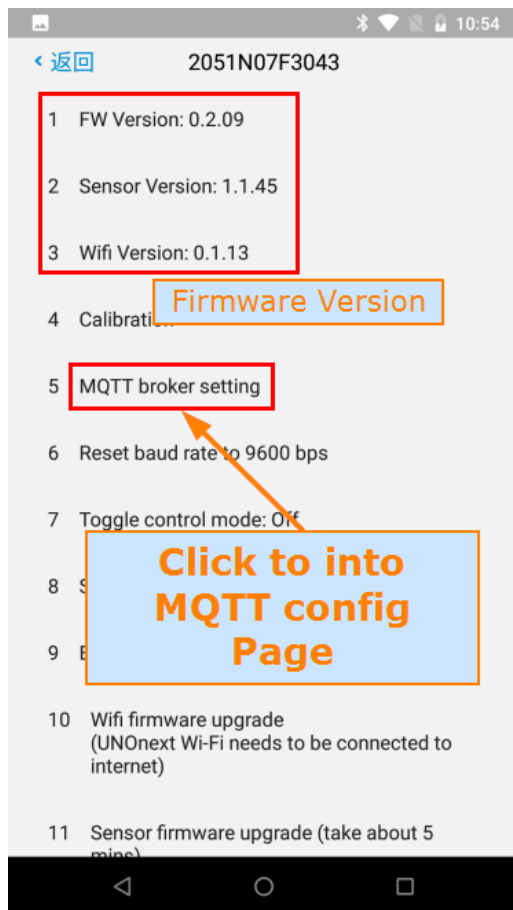 10:54
返回
2051N07F3043
1 FW Version: 0.2.09
2 Sensor Version: 1.1.45
3 Wifi Version: 0.1.13
Firmware Version
4
5 MQTT broker setting
6 Reset baud rate to 9600 bps
7 Toggle control mode: Off
Click to into
MQTT config
Page
8
9
10 Wifi firmware upgrade
(UNOnext Wi-Fi needs to be connected to
internet)
11 Sensor firmware upgrade (take about 5
mins)